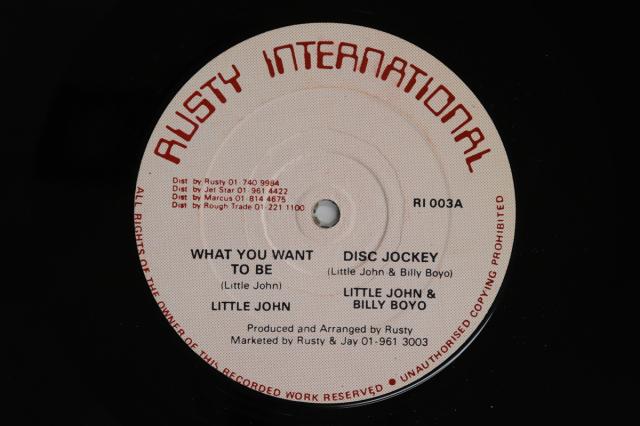 RUSTY INTERNATIONAL
Dist by Rusty 01-740 9984
Dist by Jet Star 01-961 4422
Dist by Marcus 01-814 4675
Dist by Rough Trade 01-221 1100
RI 003A
WHAT YOU WANT
TO BE
(Little John)
LITTLE JOHN
DISC JOCKEY
(Little John & Billy Boyo)
LITTLE JOHN &
BILLY BOYO
Produced and Arranged by Rusty
Marketed by Rusty & Jay 01-961 3003
ALL RIGHTS OF THE OWNER OF THIS RECORDED WORK RESERVED ● UNAUTHORISED COPYING PROHIBITED